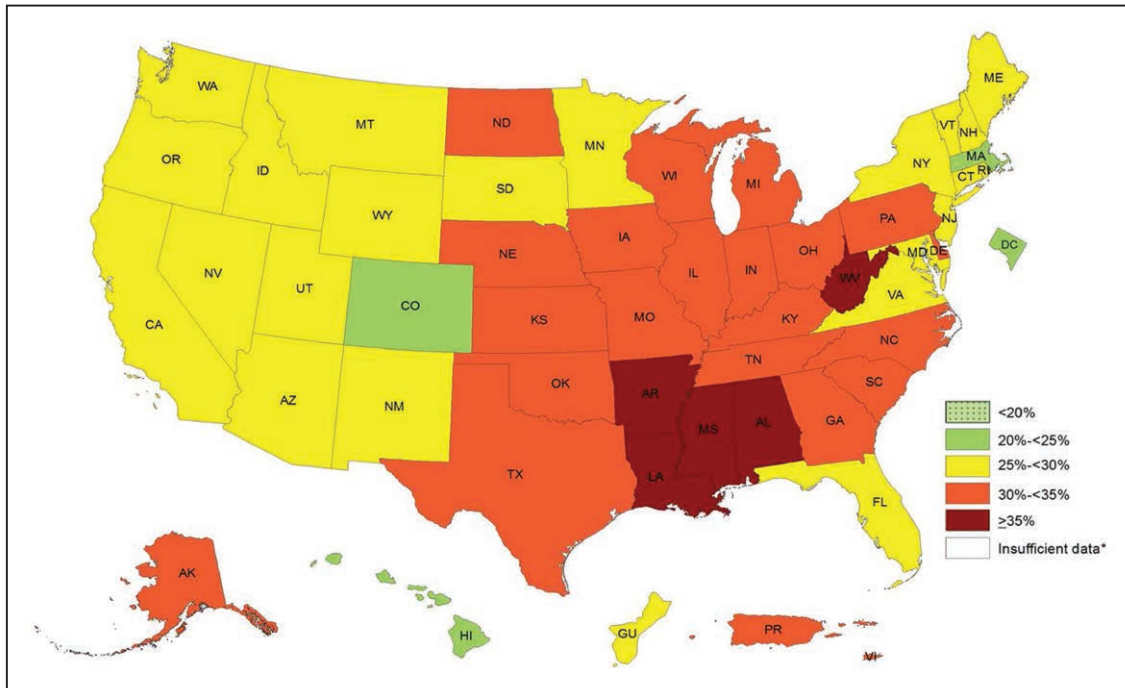 WA
MT
ND
MN
ME
VT
NH
OR
ID
SD
WI
MI
NY
MA
CT
RI
WY
NE
IA
PA
NJ
NV
UT
CO
KS
MO
IL
IN
OH
WV
MD
DE
DC
VA
KY
CA
AZ
NM
OK
AR
TN
NC
SC
TX
LA
MS
AL
GA
FL
AK
HI
GU
PR
VI
<20%
20%-<25%
25%-<30%
30%-<35%
≥35%
Insufficient data*